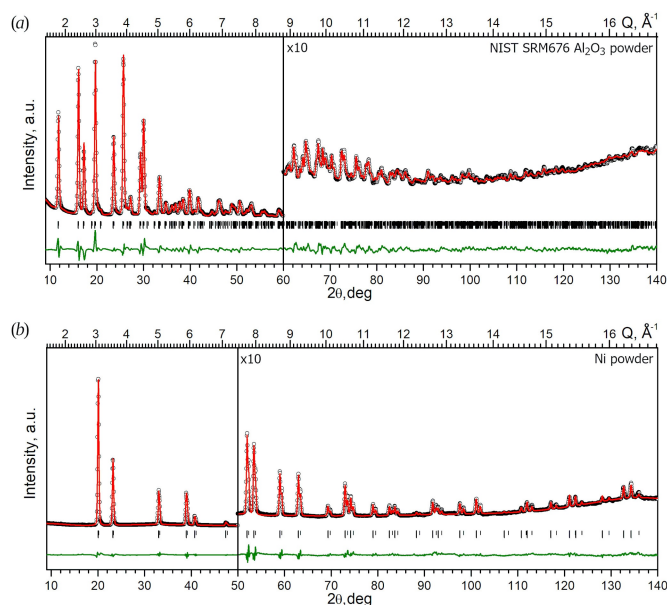 (a)
2 3 4 5 6 7 8 9 10 11 12 13 14 15 16 Q, Å-1
x10
NIST SRM676 Al2O3 powder
Intensity, a.u.
10 20 30 40 50 60 70 80 90 100 110 120 130 140
2θ,deg
(b)
2 3 4 5 6 7 8 9 10 11 12 13 14 15 16 Q, Å-1
x10
Ni powder
Intensity, a.u.
10 20 30 40 50 60 70 80 90 100 110 120 130 140
2θ,deg